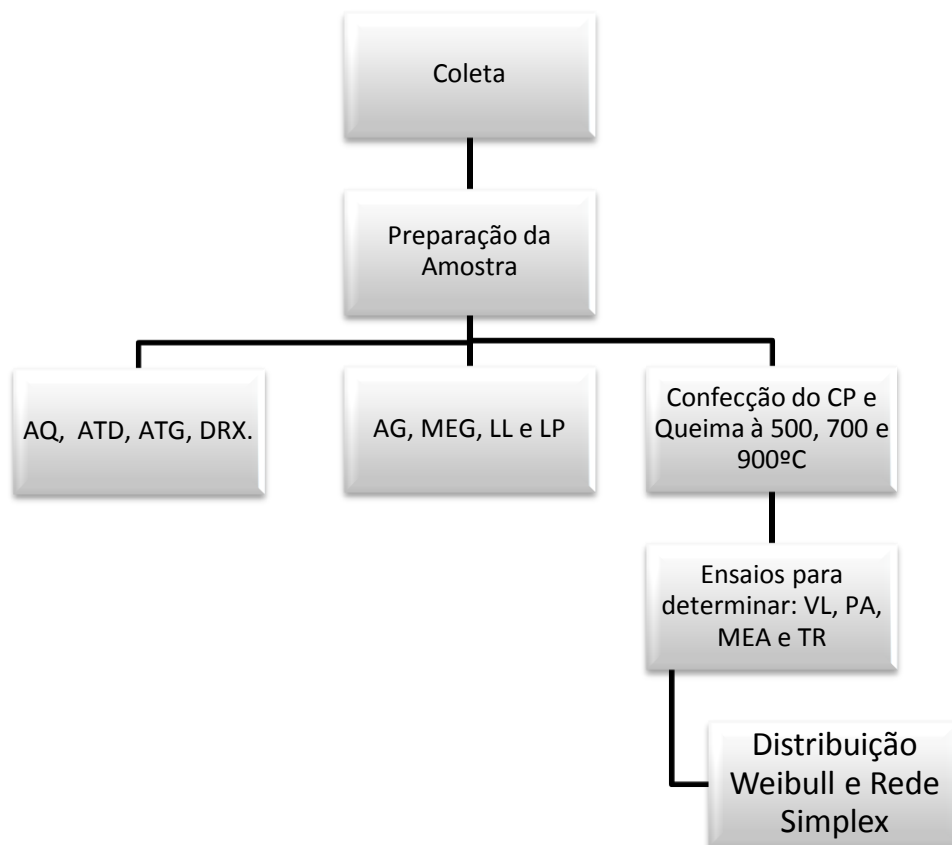 Coleta
Preparação da
Amostra
AQ, ATD, ATG, DRX.
AG, MEG, LL e LP
Confecção do CP e
Queima à 500, 700 e
900ºC
Ensaios para
determinar: VL, PA,
MEA e TR
Distribuição
Weibull e Rede
Simplex